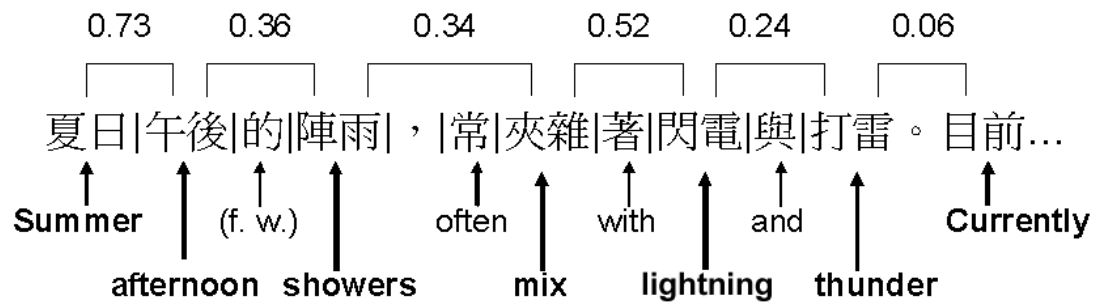 0.73 0.36 0.34 0.52 0.24 0.06
夏日|午後|的|陣雨|，|常|夾雜|著|閃電|與|打雷。目前...
Summer (f. w.) often with and Currently
afternoon showers mix lightning thunder